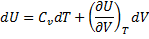 dU = C_v dT + (∂U/∂V)_T dV